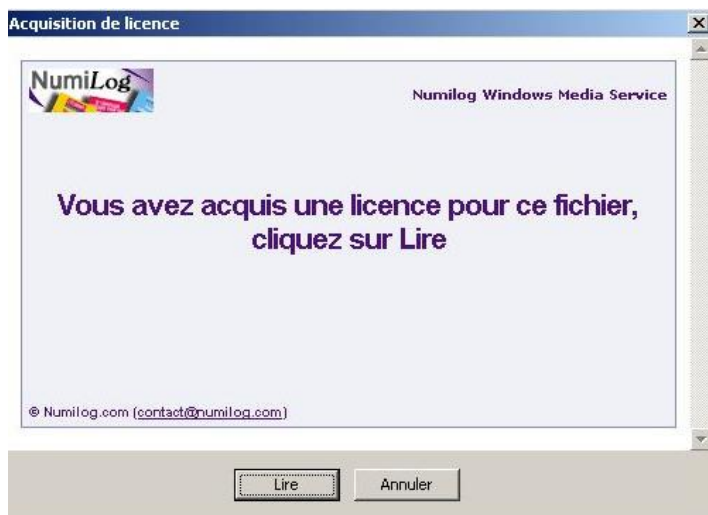 Acquisition de licence
NumiLog
Numilog Windows Media Service
Vous avez acquis une licence pour ce fichier,
cliquez sur Lire
© Numilog.com (contact@numilog.com)
Lire
Annuler